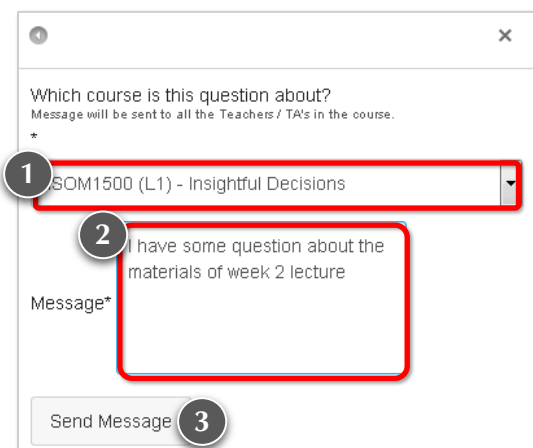 Which course is this question about?
Message will be sent to all the Teachers / TA's in the course.
*
1
SOM1500 (L1) - Insightful Decisions
2
I have some question about the
materials of week 2 lecture
Message*
Send Message
3